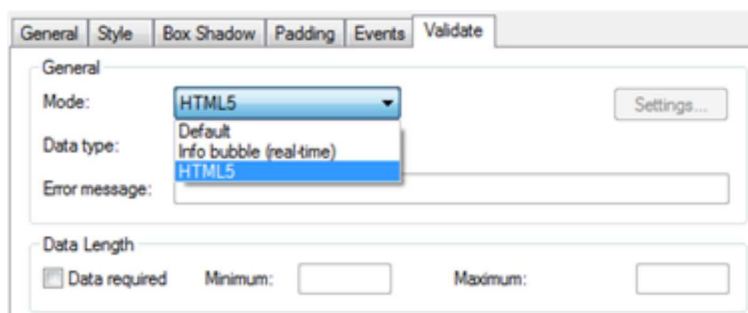 General Style Box Shadow Padding Events Validate
General
Mode: HTML5 Settings...
Default
Data type: Info bubble (real-time)
HTML5
Error message:
Data Length
Data required Minimum: Maximum: